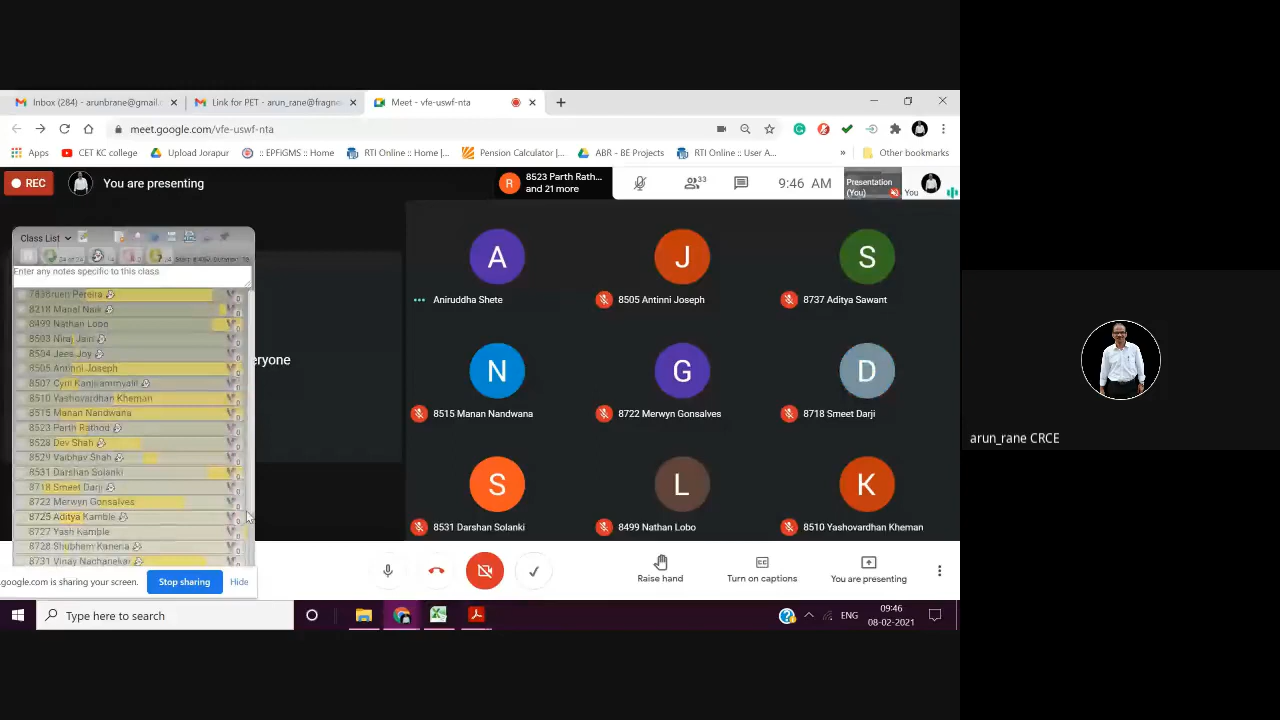 Inbox (284) - arunbrane@gmail.
Link for PET - arun_rane@fragne
Meet - vfe-uswf-nta
meet.google.com/vfe-uswf-nta
Apps
CET KC college
Upload Jorapur
:: EPFiGMS :: Home
RTI Online :: Home |...
Pension Calculator |...
ABR - BE Projects
RTI Online :: User A...
»
Other bookmarks
REC
You are presenting
R
8523 Parth Rath...
and 21 more
33
9:46 AM
Presentation
(You)
You
Class List
Enter any notes specific to this class
Pereira
8218 Manal Naik
8499 Nathan Lobo
8503 Niraj Jain
8504 Jees Joy
8505 Antinni Joseph
8507 Cyril
8510 Yashovardhan Kheman
8515 Manan Nandwana
8523 Parth Rathod
8528 Dev Shah
8529 Vaibhav Shah
8531 Darshan Solanki
8718 Smeet Darji
8722 Merwyn Gonsalves
8725 Aditya Kamble
8727 Yash Kamble
8728 Shubham Kaneria
8731 Vinay Nachanekar
eryone
A
Aniruddha Shete
J
8505 Antinni Joseph
S
8737 Aditya Sawant
N
8515 Manan Nandwana
G
8722 Merwyn Gonsalves
D
8718 Smeet Darji
S
8531 Darshan Solanki
L
8499 Nathan Lobo
K
8510 Yashovardhan Kheman
.google.com is sharing your screen.
Stop sharing
Hide
Raise hand
Turn on captions
You are presenting
Type here to search
ENG
09:46
08-02-2021
arun_rane CRCE